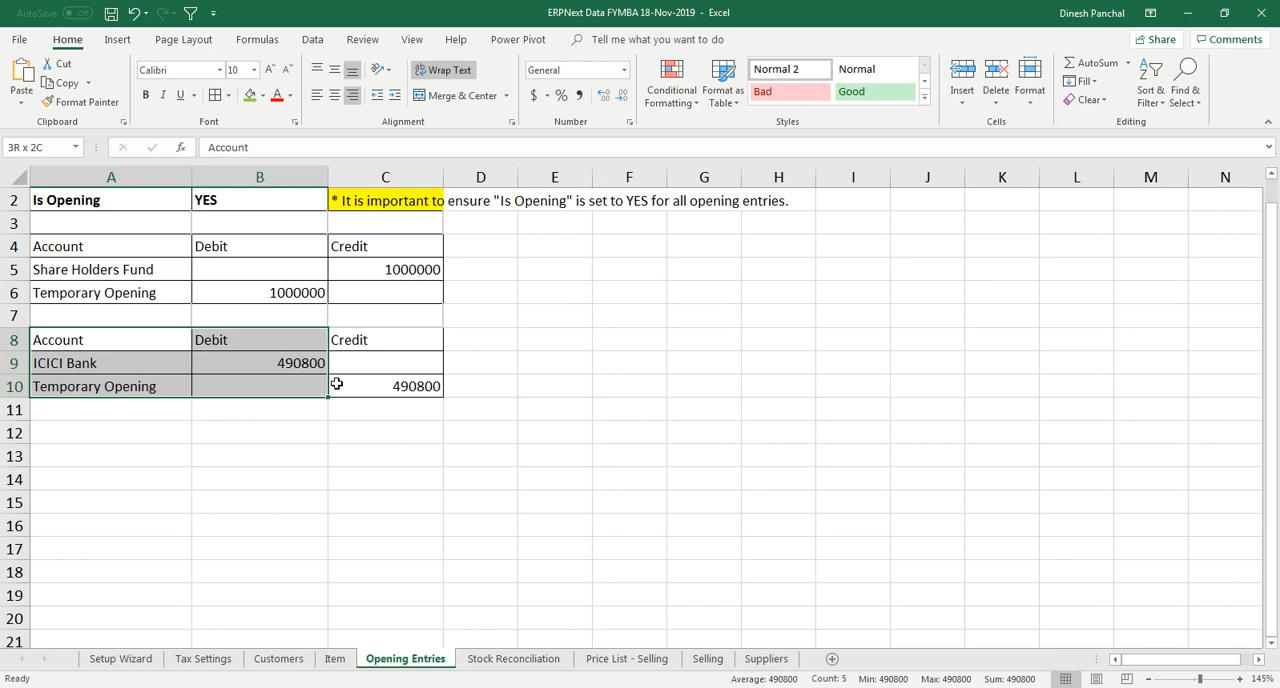 AutoSave Off ERPNext Data FYMBA 18-Nov-2019 - Excel Dinesh Panchal
File Home Insert Page Layout Formulas Data Review View Help Power Pivot Tell me what you want to do Share Comments
Paste Cut Copy Format Painter Clipboard
Calibri 10 A A B I U A Font
Wrap Text Merge & Center Alignment
General $ % , Number
Conditional Formatting Format as Table Normal 2 Normal Bad Good Styles
Insert Delete Format Cells
AutoSum Fill Clear Sort & Filter Find & Select Editing
3R x 2C fx Account
A B C D E F G H I J K L M N
2 Is Opening YES * It is important to ensure "Is Opening" is set to YES for all opening entries.
3
4 Account Debit Credit
5 Share Holders Fund 1000000
6 Temporary Opening 1000000
7
8 Account Debit Credit
9 ICICI Bank 490800
10 Temporary Opening 490800
11
12
13
14
15
16
17
18
19
20
21
Setup Wizard Tax Settings Customers Item Opening Entries Stock Reconciliation Price List - Selling Selling Suppliers
Ready Average: 490800 Count: 5 Min: 490800 Max: 490800 Sum: 490800 145%